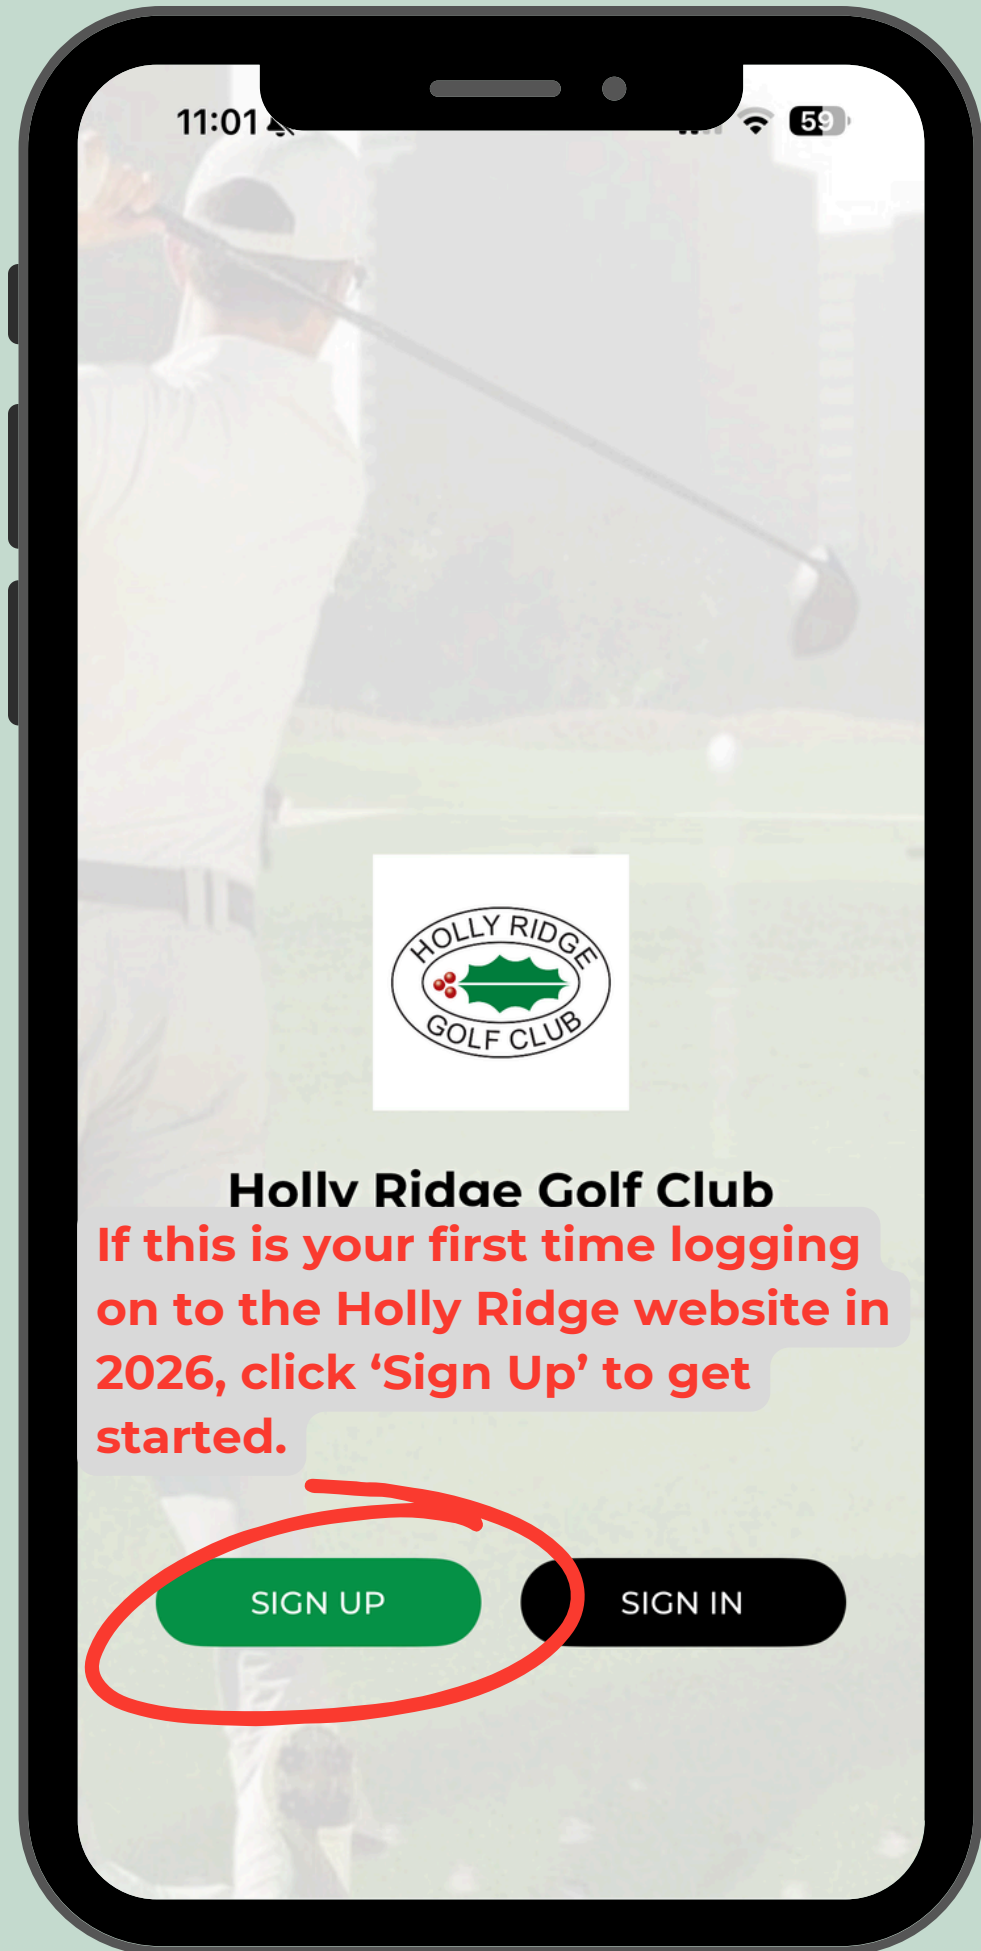 11:01
59
HOLLY RIDGE
GOLF CLUB
Holly Ridge Golf Club
If this is your first time logging
on to the Holly Ridge website in
2026, click ‘Sign Up’ to get
started.
SIGN UP
SIGN IN